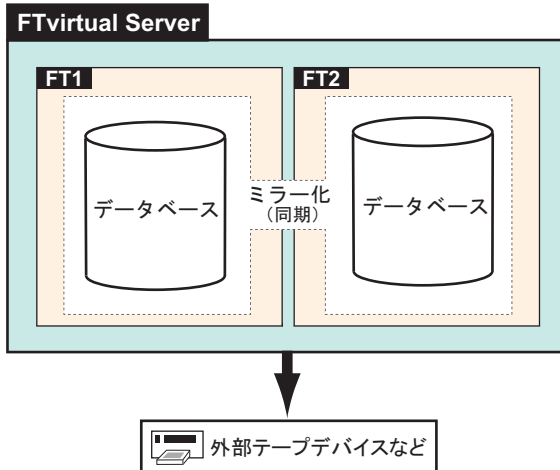 FTvirtual Server
FT1
FT2
データベース
ミラー化
（同期）
データベース
外部テープデバイスなど